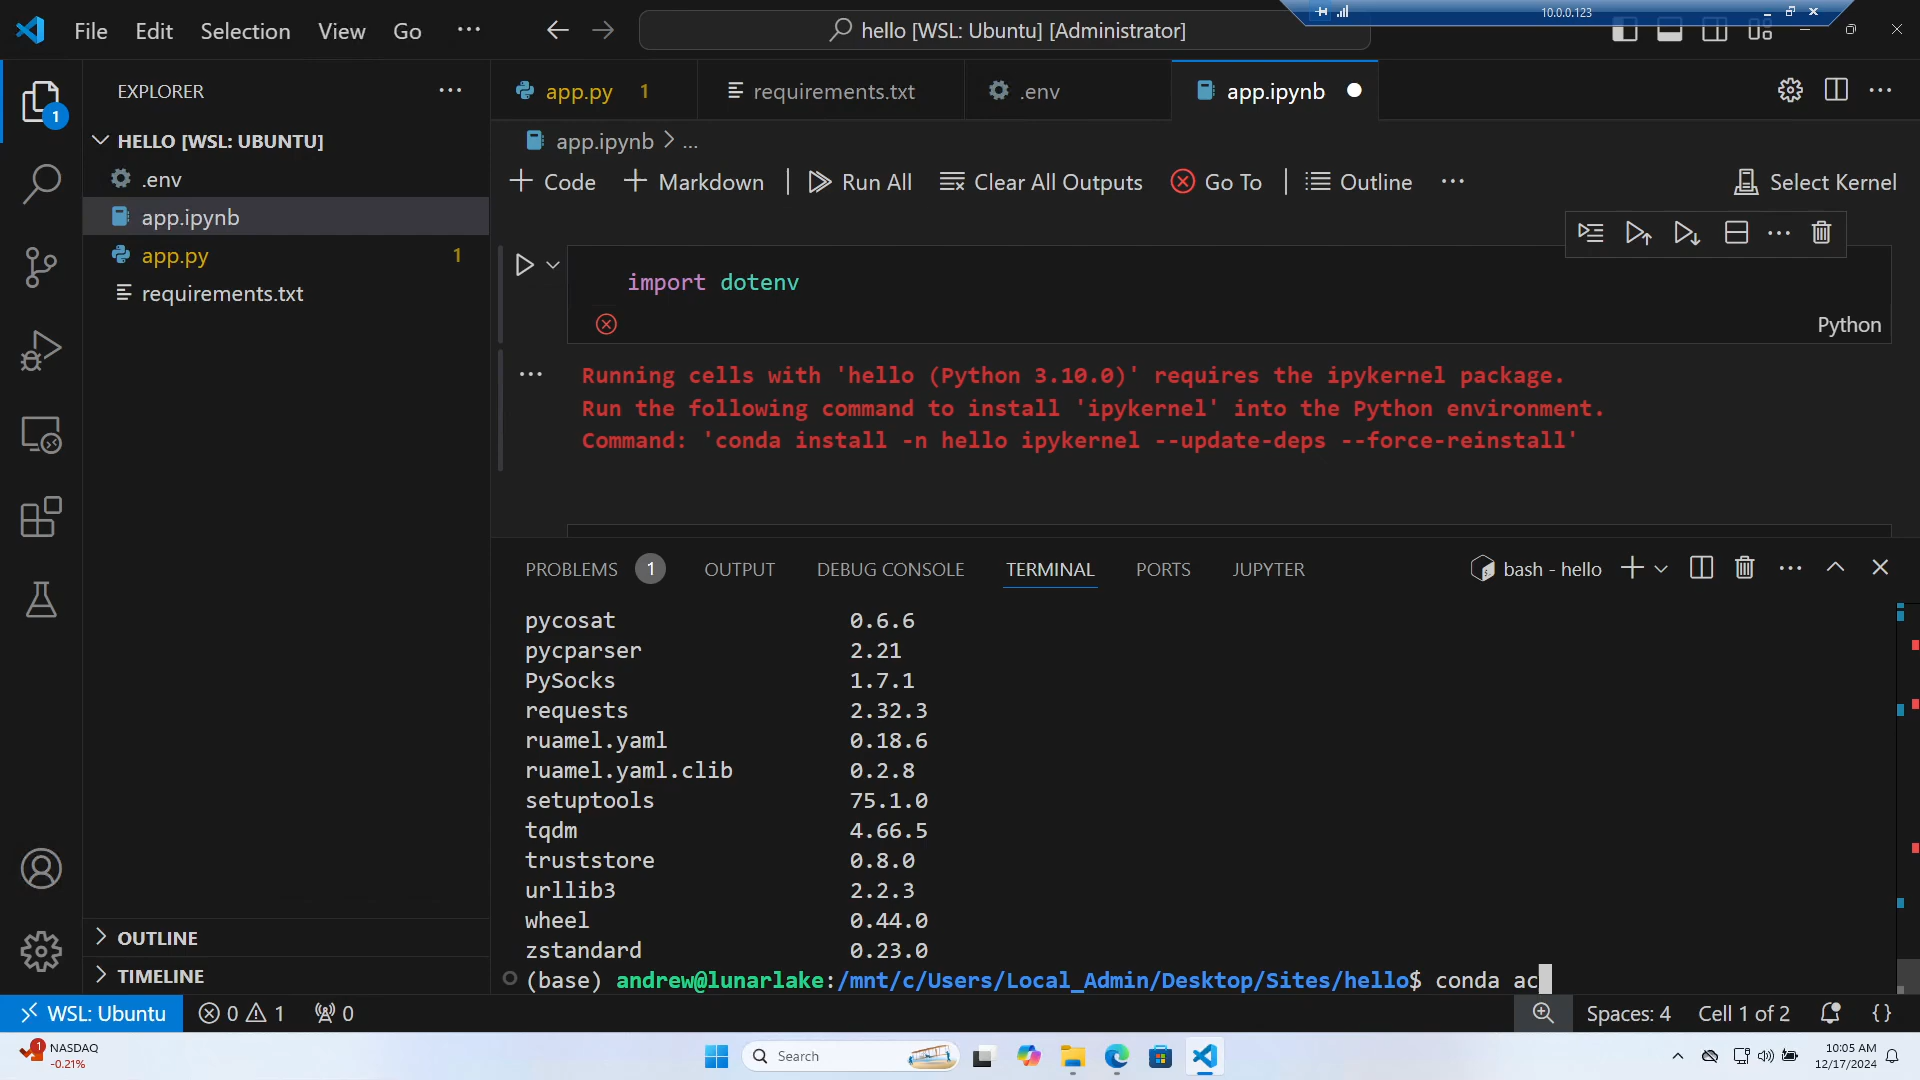 File Edit Selection View Go ··· hello [WSL: Ubuntu] [Administrator] 10.0.0.123
EXPLORER
app.py 1 requirements.txt .env app.ipynb
1
HELLO [WSL: UBUNTU]
app.ipynb > ...
.env
Code Markdown Run All Clear All Outputs Go To Outline ··· Select Kernel
app.ipynb
app.py 1
requirements.txt
import dotenv
Python
Running cells with 'hello (Python 3.10.0)' requires the ipykernel package.
Run the following command to install 'ipykernel' into the Python environment.
Command: 'conda install -n hello ipykernel --update-deps --force-reinstall'
PROBLEMS 1 OUTPUT DEBUG CONSOLE TERMINAL PORTS JUPYTER bash - hello
pycosat 0.6.6
pycparser 2.21
PySocks 1.7.1
requests 2.32.3
ruamel.yaml 0.18.6
ruamel.yaml.clib 0.2.8
setuptools 75.1.0
tqdm 4.66.5
truststore 0.8.0
urllib3 2.2.3
wheel 0.44.0
zstandard 0.23.0
(base) andrew@lunarlake:/mnt/c/Users/Local_Admin/Desktop/Sites/hello$ conda ac
OUTLINE
TIMELINE
WSL: Ubuntu 0 1 0 Spaces: 4 Cell 1 of 2 {}
1 NASDAQ
-0.21%
Search
10:05 AM
12/17/2024